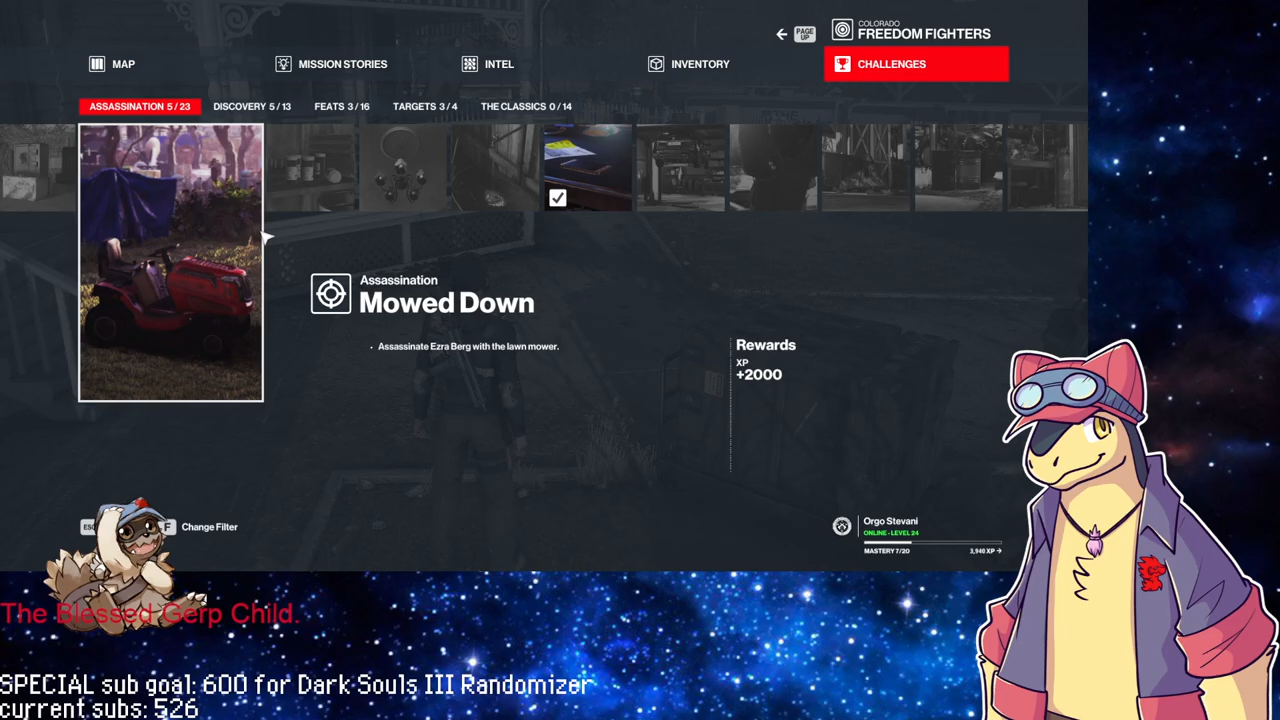 PAGE UP
COLORADO
FREEDOM FIGHTERS
MAP
MISSION STORIES
INTEL
INVENTORY
CHALLENGES
ASSASSINATION 5 / 23
DISCOVERY 5 / 13
FEATS 3 / 16
TARGETS 3 / 4
THE CLASSICS 0 / 14
Assassination
Mowed Down
· Assassinate Ezra Berg with the lawn mower.
Rewards
XP
+2000
F Change Filter
Orgo Stevani
ONLINE - LEVEL 24
MASTERY 7/20 3,940 XP
The Blessed Gerp Child.
SPECIAL sub goal: 600 for Dark Souls III Randomizer
current subs: 526